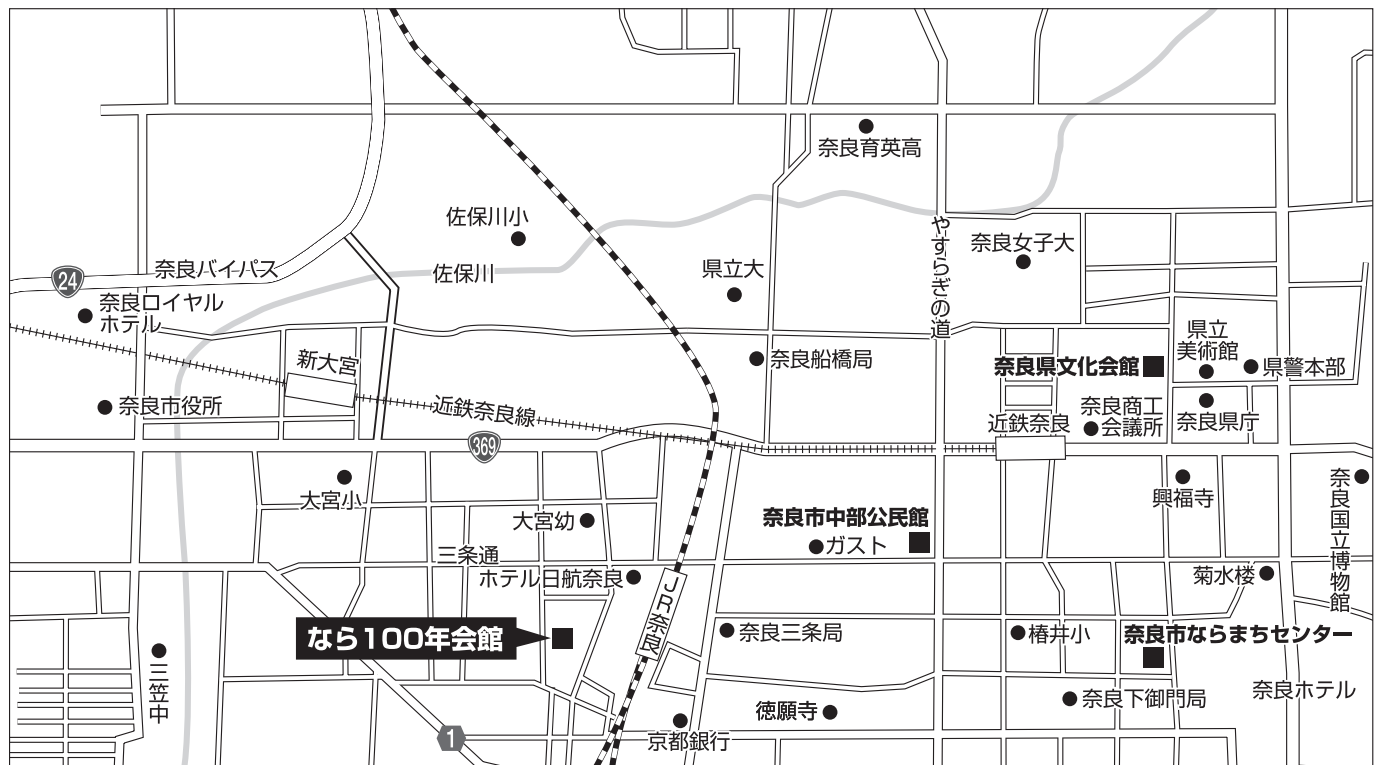 奈良育英高
佐保川小
やすらぎの道
奈良女子大
奈良バイパス
佐保川
県立大
24
奈良ロイヤル
ホテル
県立
美術館
新大宮
奈良船橋局
奈良県文化会館
県警本部
奈良市役所
近鉄奈良線
奈良商工
会議所
奈良県庁
近鉄奈良
369
大宮小
興福寺
奈良国立博物館
大宮幼
奈良市中部公民館
ガスト
三条通
ホテル日航奈良
菊水楼
JR奈良
なら100年会館
奈良三条局
椿井小
奈良市ならまちセンター
三笠中
奈良ホテル
奈良下御門局
徳願寺
1
京都銀行